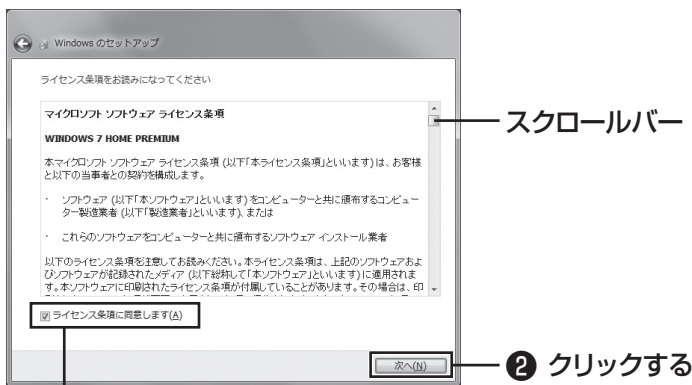 Windows のセットアップ
ライセンス条項をお読みになってください
マイクロソフト ソフトウェア ライセンス条項
WINDOWS 7 HOME PREMIUM
本マイクロソフト ソフトウェア ライセンス条項 (以下「本ライセンス条項」といいます) は、お客様
と以下の当事者との契約を構成します。
・ ソフトウェア (以下「本ソフトウェア」といいます) をコンピューターと共に頒布するコンピュー
ター製造業者 (以下「製造業者」といいます)、または
・ これらのソフトウェアをコンピューターと共に頒布するソフトウェア インストール業者
以下のライセンス条項を注意してお読みください。本ライセンス条項は、上記のソフトウェアおよ
びソフトウェアが記録されたメディア (以下総称して「本ソフトウェア」といいます) に適用されま
す。本ソフトウェアに印刷されたライセンス条項が付属していることがあります。その場合は、印
スクロールバー
ライセンス条項に同意します(A)
次へ(N)
❷ クリックする